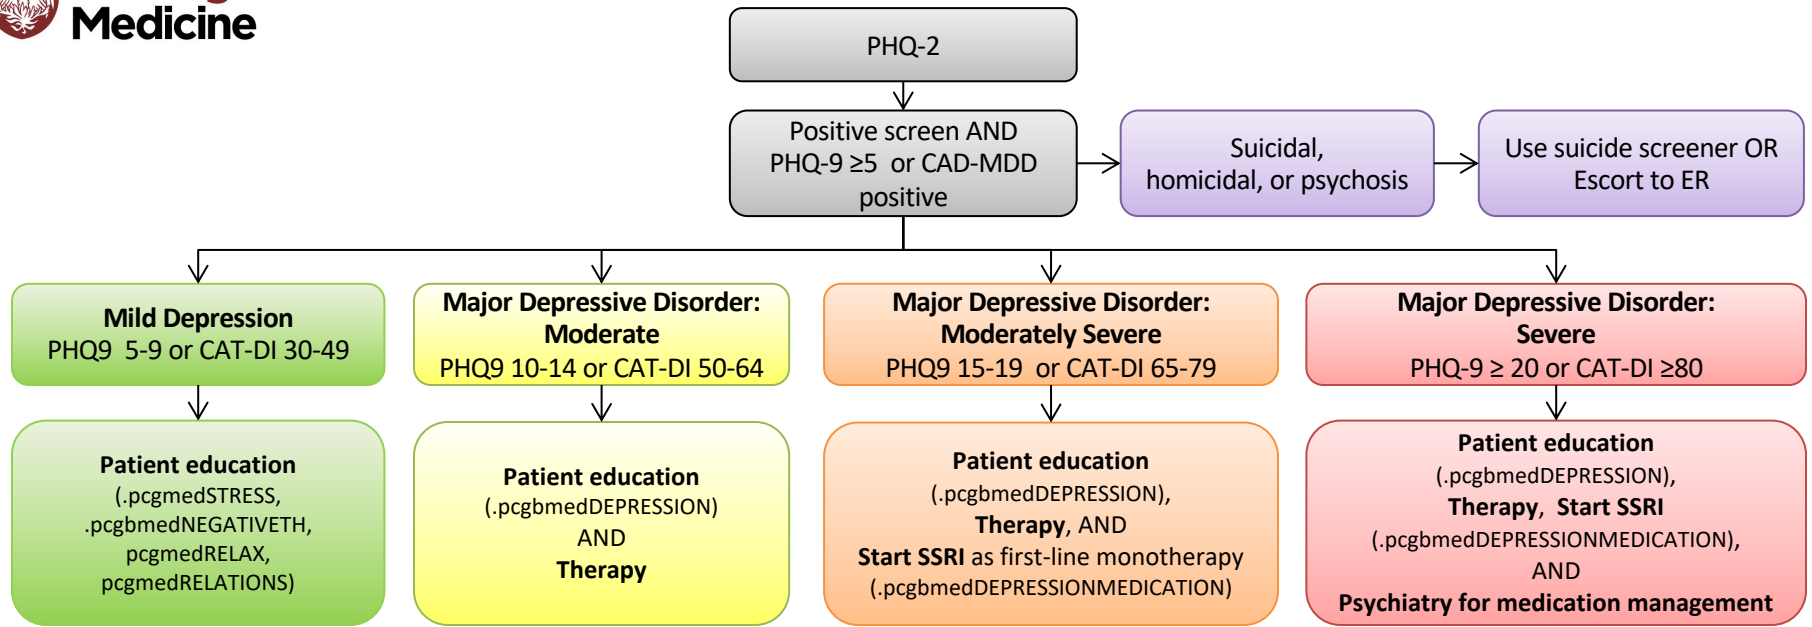 Medicine
PHQ-2
Positive screen AND
PHQ-9 ≥5 or CAD-MDD
positive
Suicidal,
homicidal, or psychosis
Use suicide screener OR
Escort to ER
Mild Depression
PHQ9 5-9 or CAT-DI 30-49
Major Depressive Disorder:
Moderate
PHQ9 10-14 or CAT-DI 50-64
Major Depressive Disorder:
Moderately Severe
PHQ9 15-19 or CAT-DI 65-79
Major Depressive Disorder:
Severe
PHQ-9 ≥ 20 or CAT-DI ≥80
Patient education
(.pcgmedSTRESS,
.pcgbmedNEGATIVETH,
pcgmedRELAX,
pcgmedRELATIONS)
Patient education
(.pcgbmedDEPRESSION)
AND
Therapy
Patient education
(.pcgbmedDEPRESSION),
Therapy, AND
Start SSRI as first-line monotherapy
(.pcgbmedDEPRESSIONMEDICATION)
Patient education
(.pcgbmedDEPRESSION),
Therapy, Start SSRI
(.pcgbmedDEPRESSIONMEDICATION),
AND
Psychiatry for medication management